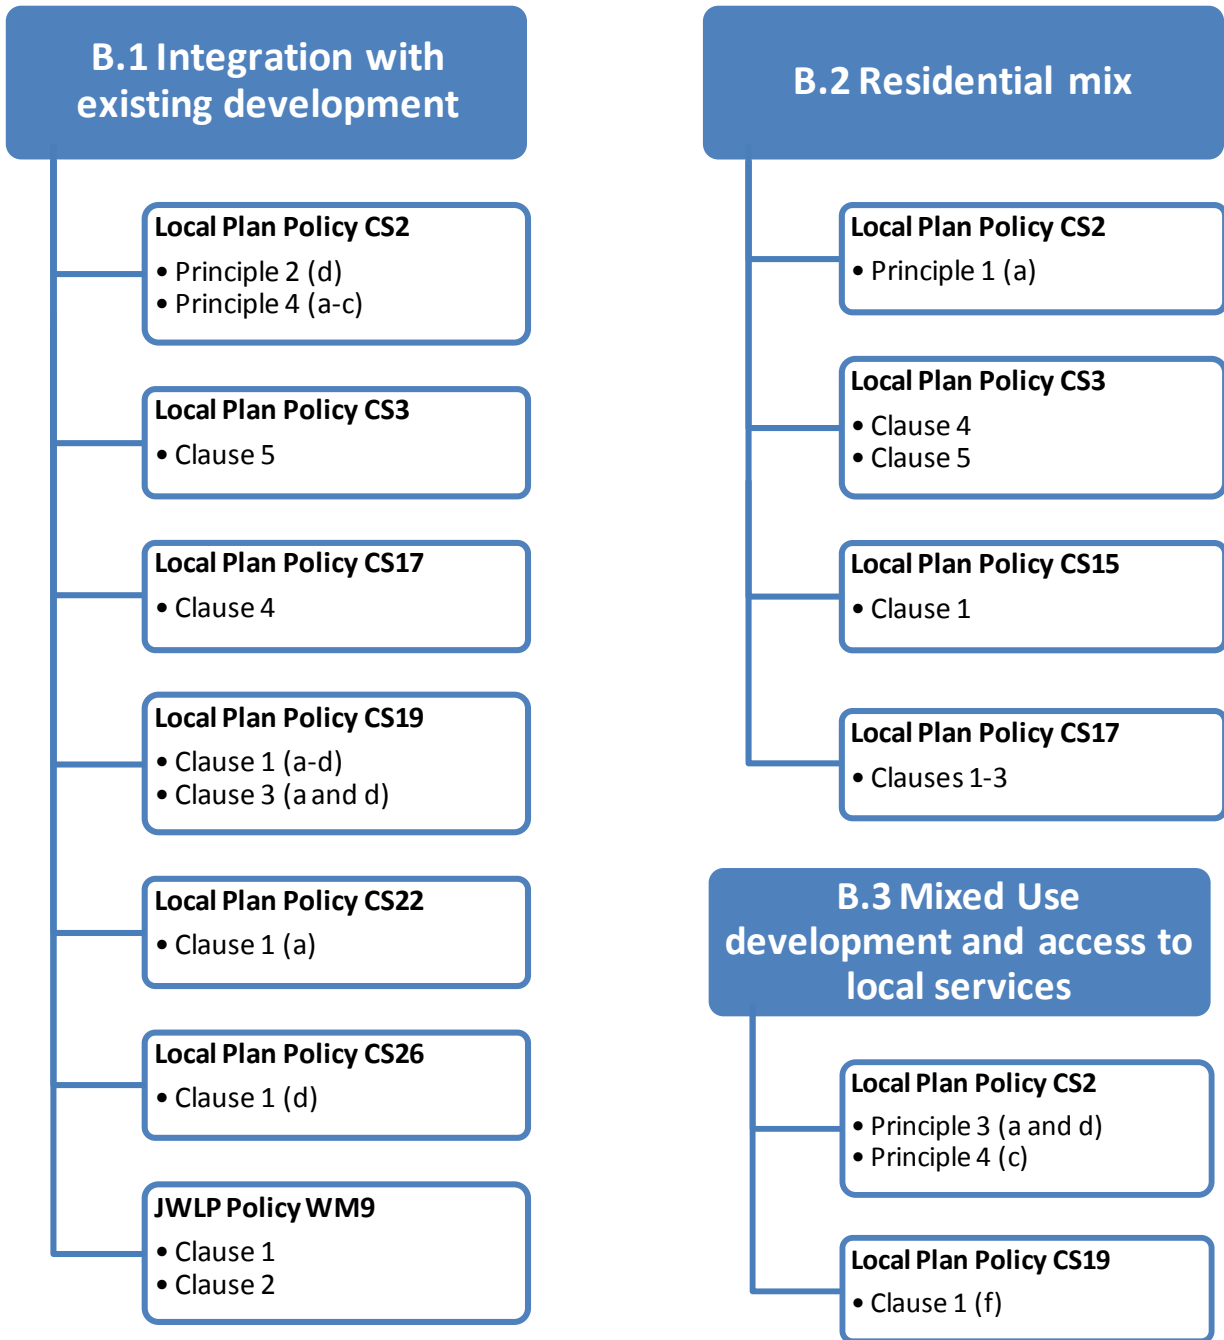 B.1 Integration with
existing development
Local Plan Policy CS2
• Principle 2 (d)
• Principle 4 (a-c)
Local Plan Policy CS3
• Clause 5
Local Plan Policy CS17
• Clause 4
Local Plan Policy CS19
• Clause 1 (a-d)
• Clause 3 (a and d)
Local Plan Policy CS22
• Clause 1 (a)
Local Plan Policy CS26
• Clause 1 (d)
JWLP Policy WM9
• Clause 1
• Clause 2
B.2 Residential mix
Local Plan Policy CS2
• Principle 1 (a)
Local Plan Policy CS3
• Clause 4
• Clause 5
Local Plan Policy CS15
• Clause 1
Local Plan Policy CS17
• Clauses 1-3
B.3 Mixed Use
development and access to
local services
Local Plan Policy CS2
• Principle 3 (a and d)
• Principle 4 (c)
Local Plan Policy CS19
• Clause 1 (f)